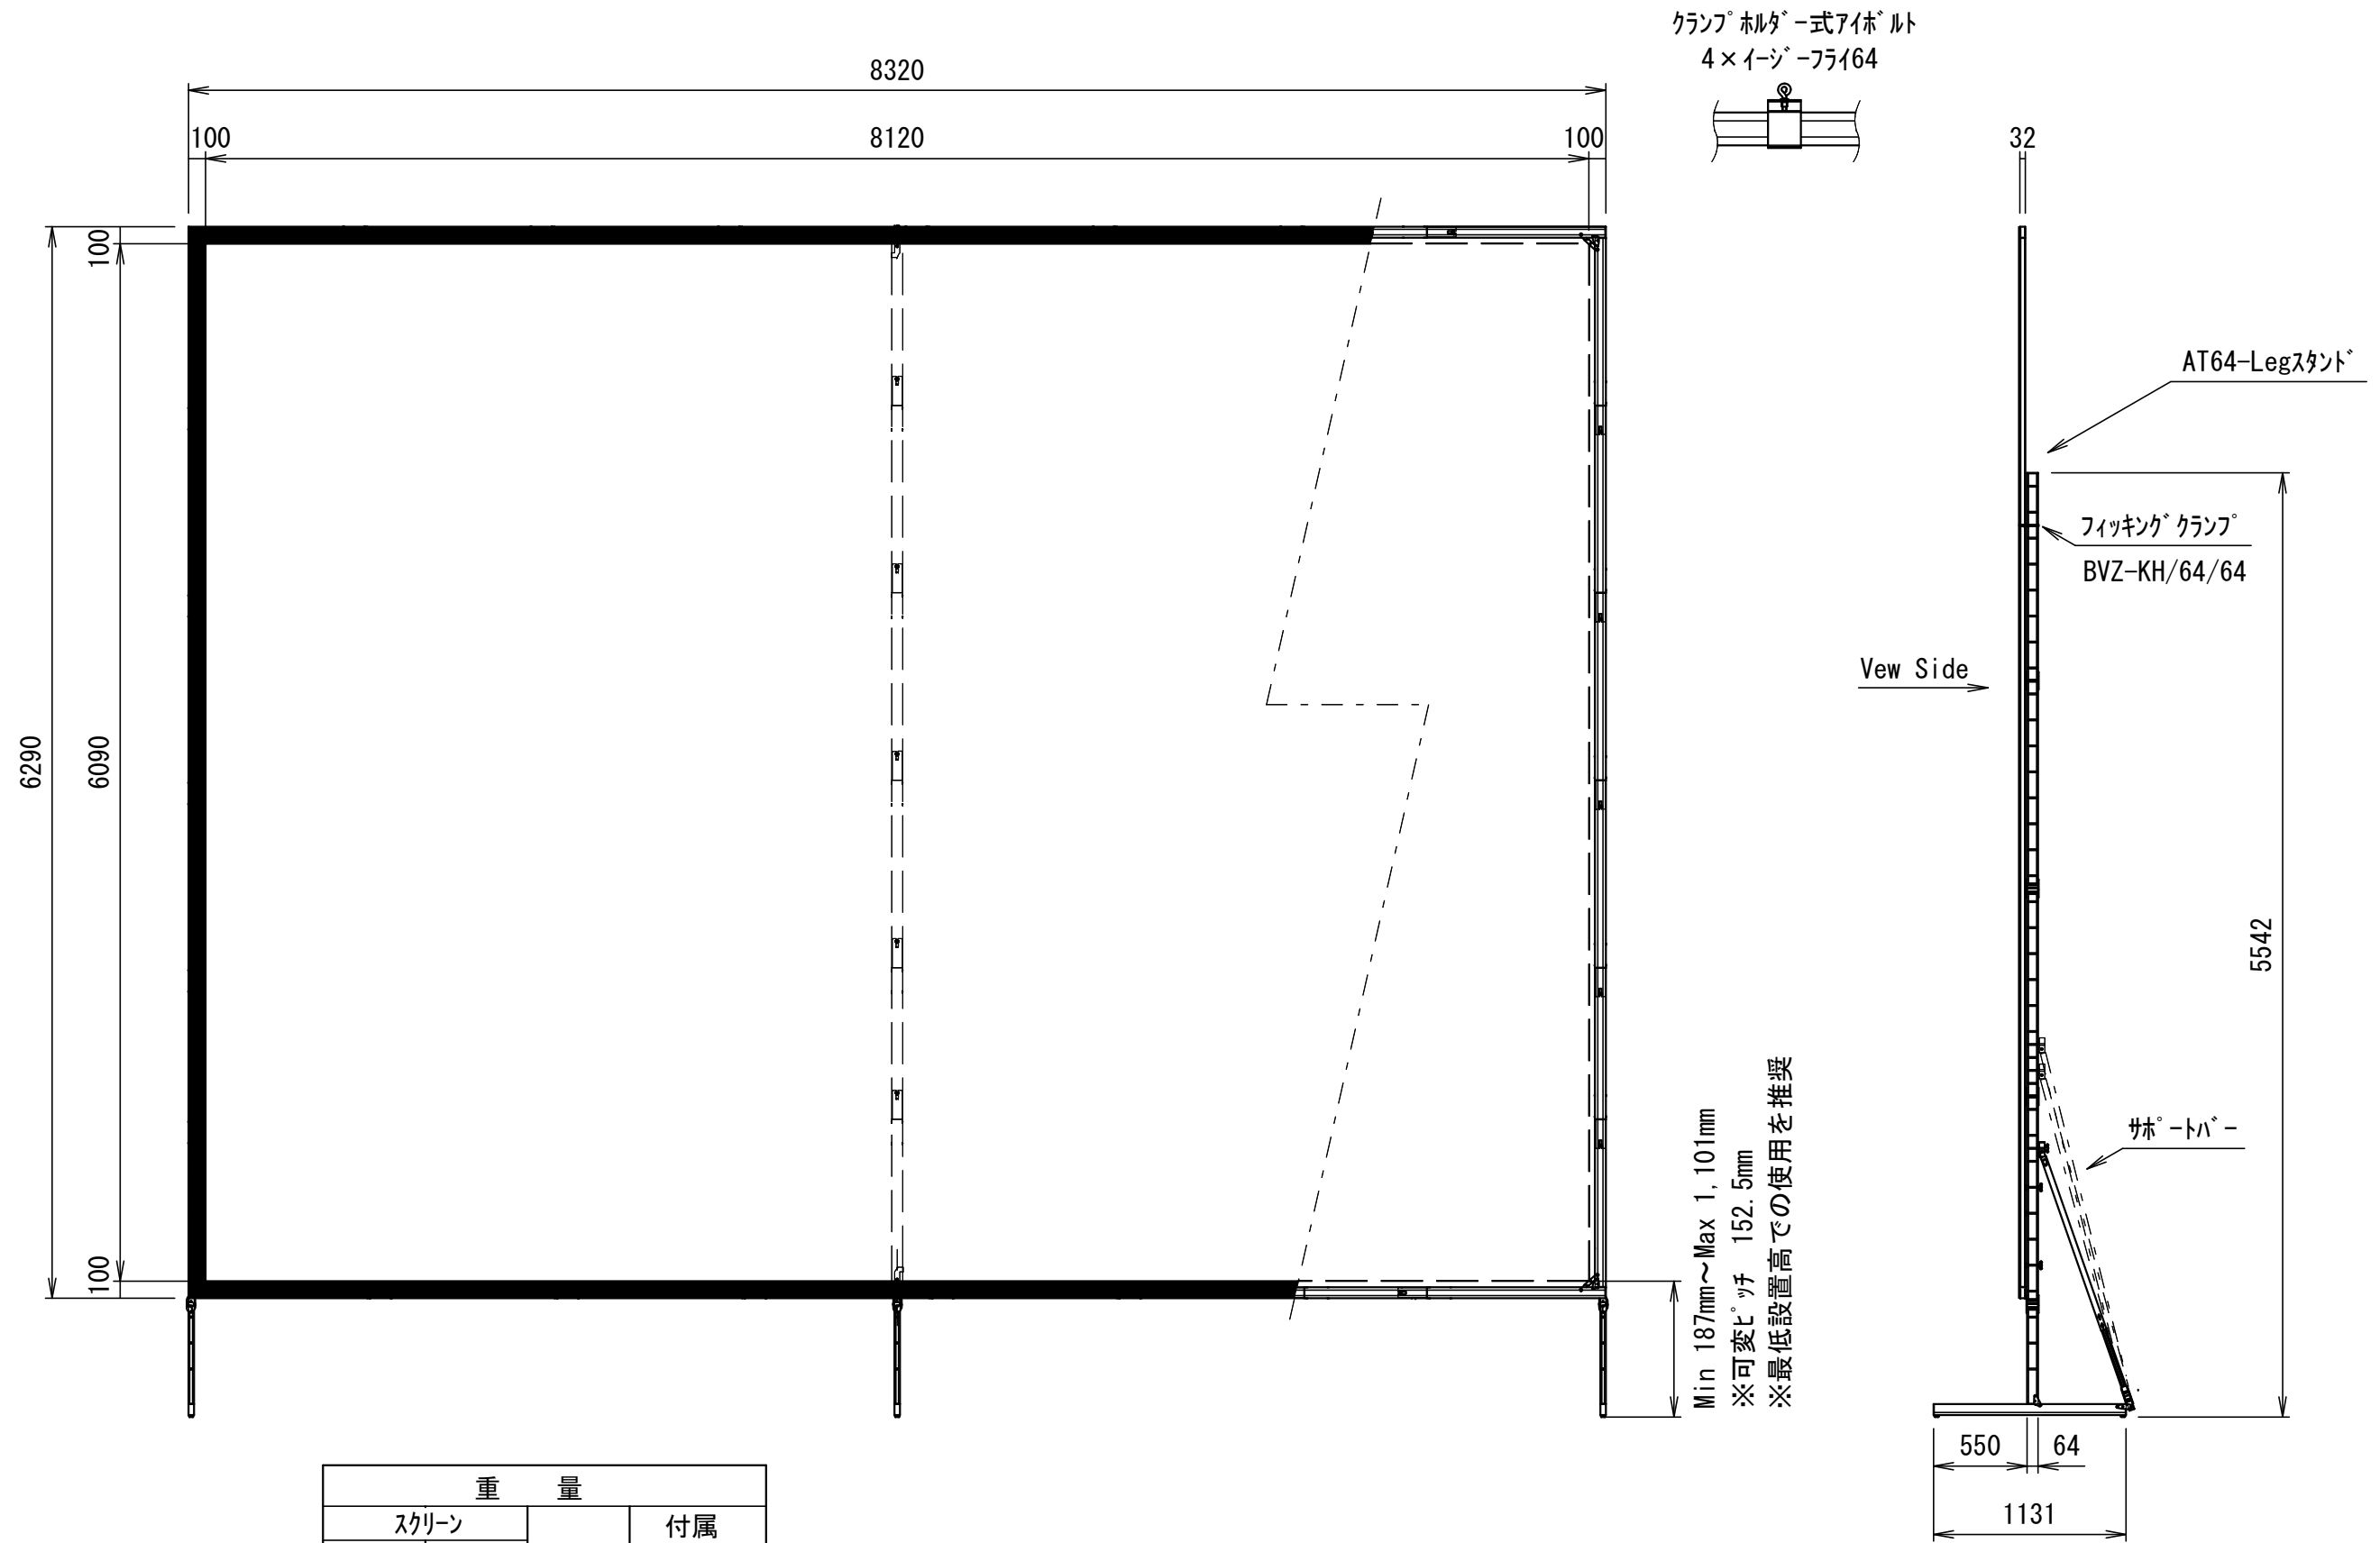 クランプホルダー式アイボルト
4×イージーフライ64
8320
100
8120
100
32
100
AT64-Legスタンド
フィッキングクランプ
BVZ-KH/64/64
Vew Side
6290
6090
5542
Min 187mm～Max 1,101mm
※可変ピッチ 152.5mm
※最低設置高での使用を推奨
サポートバー
100
550
64
1131
重 量
スクリーン
付属